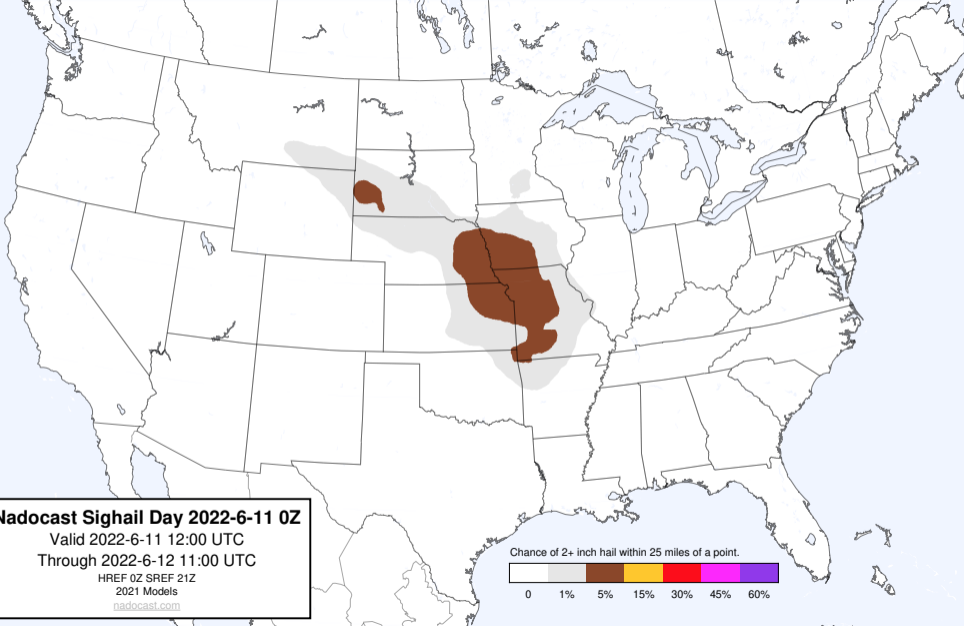 Nadocast Sighail Day 2022-6-11 0Z
Valid 2022-6-11 12:00 UTC
Through 2022-6-12 11:00 UTC
HREF 0Z SREF 21Z
2021 Models
nadocast.com
Chance of 2+ inch hail within 25 miles of a point.
0 1% 5% 15% 30% 45% 60%